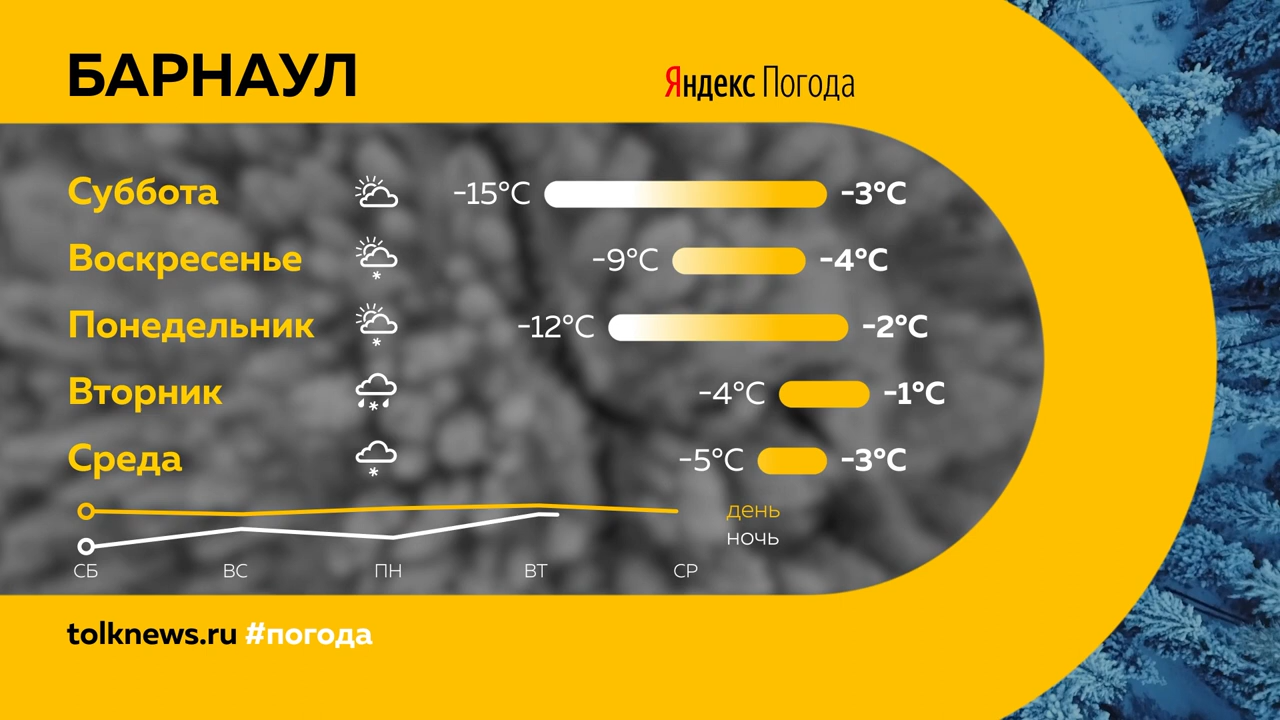 БАРНАУЛ
Яндекс Погода
Суббота -15°C -3°C
Воскресенье -9°C -4°C
Понедельник -12°C -2°C
Вторник -4°C -1°C
Среда -5°C -3°C
день
ночь
СБ ВС ПН ВТ СР
tolknews.ru #погода